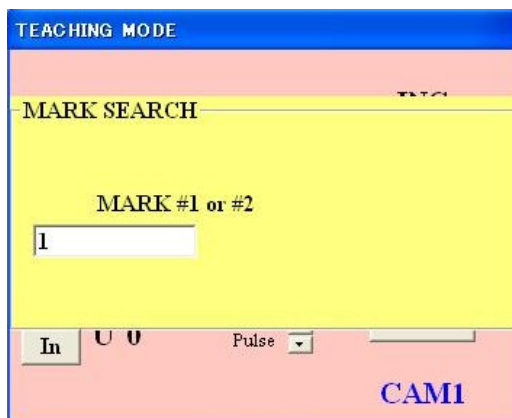 TEACHING MODE
MARK SEARCH
MARK #1 or #2
1
In U 0 Pulse
CAM1